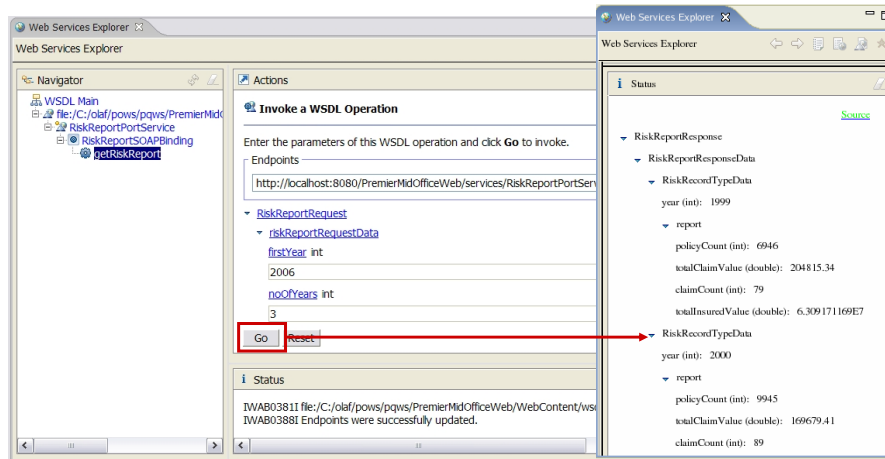 Web Services Explorer
Web Services Explorer
Navigator
WSDL Main
file:/C:/olaf/pows/pqws/PremierMid
RiskReportPortService
RiskReportSOAPBinding
getRiskReport
Actions
Invoke a WSDL Operation
Enter the parameters of this WSDL operation and click Go to invoke.
Endpoints
http://localhost:8080/PremierMidOfficeWeb/services/RiskReportPortServ
RiskReportRequest
riskReportRequestData
firstYear int
2006
noOfYears int
3
Go Reset
i Status
IWAB0381I file:/C:/olaf/pows/pqws/PremierMidOfficeWeb/WebContent/ws
IWAB0388I Endpoints were successfully updated.
Web Services Explorer
Web Services Explorer
i Status
Source
RiskReportResponse
RiskReportResponseData
RiskRecordTypeData
year (int): 1999
report
policyCount (int): 6946
totalClaimValue (double): 204815.34
claimCount (int): 79
totalInsuredValue (double): 6.309171169E7
RiskRecordTypeData
year (int): 2000
report
policyCount (int): 9945
totalClaimValue (double): 169679.41
claimCount (int): 89